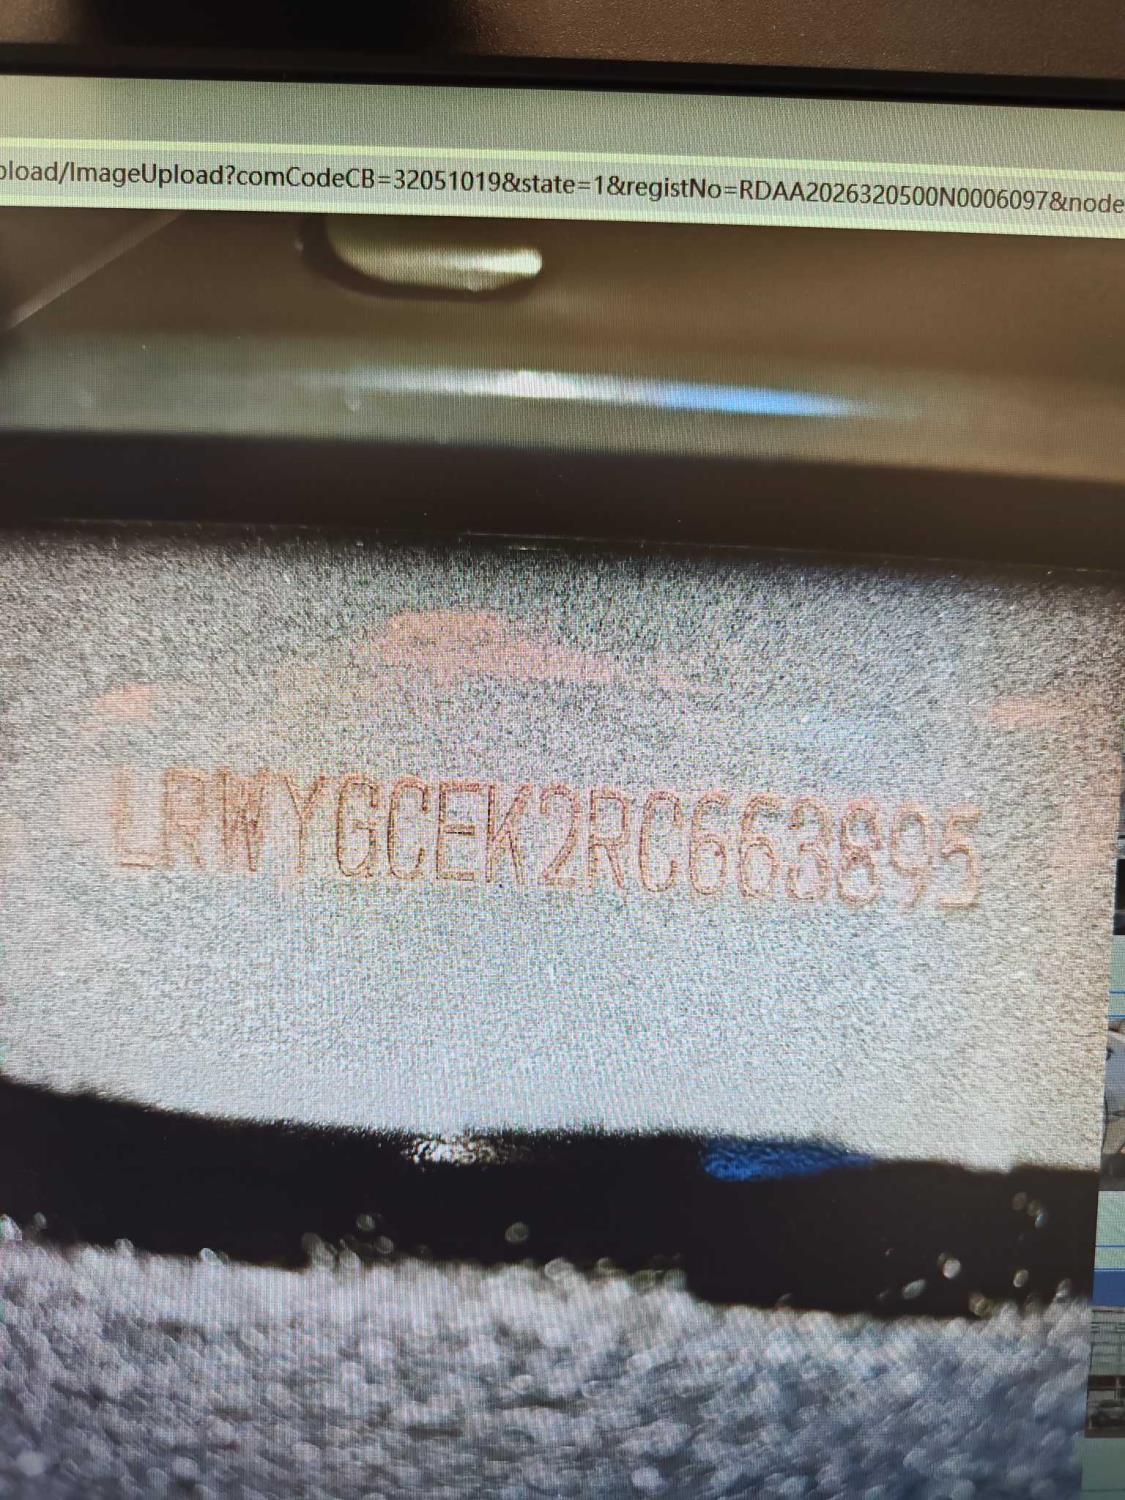 pload/ImageUpload?comCodeCB=32051019&state=1&registNo=RDAA2026320500N0006097&node
LRWYGCEK2RC663895